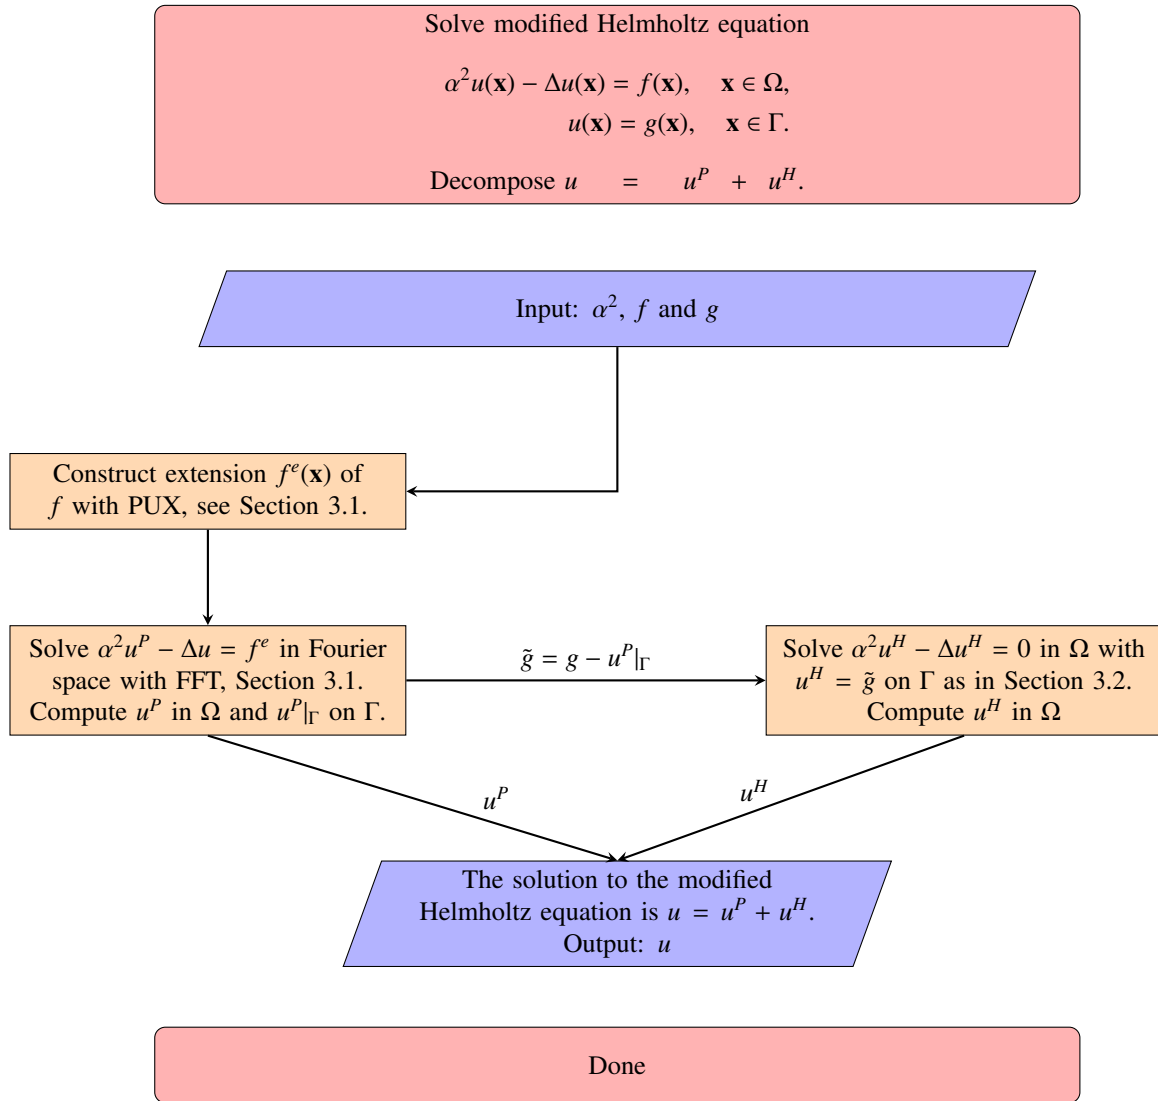 Solve modified Helmholtz equation
α²u(𝐱) − Δu(𝐱) = f(𝐱), 𝐱 ∈ Ω,
u(𝐱) = g(𝐱), 𝐱 ∈ Γ.
Decompose u = u^P + u^H.
Input: α², f and g
Construct extension f^e(𝐱) of
f with PUX, see Section 3.1.
Solve α²u^P − Δu = f^e in Fourier
space with FFT, Section 3.1.
Compute u^P in Ω and u^P|_Γ on Γ.
g̃ = g − u^P|_Γ
Solve α²u^H − Δu^H = 0 in Ω with
u^H = g̃ on Γ as in Section 3.2.
Compute u^H in Ω
u^P
u^H
The solution to the modified
Helmholtz equation is u = u^P + u^H.
Output: u
Done